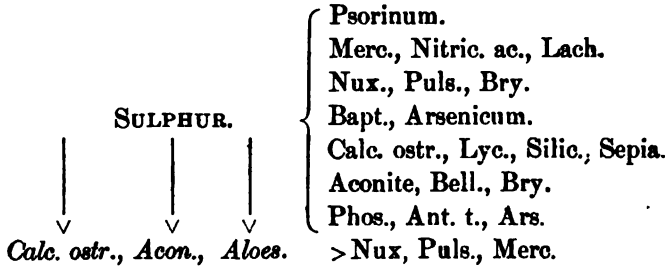 Psorinum.
Merc., Nitric. ac., Lach.
Nux., Puls., Bry.
SULPHUR.
Bapt., Arsenicum.
Calc. ostr., Lyc., Silic., Sepia.
Aconite, Bell., Bry.
Phos., Ant. t., Ars.
Calc. ostr., Acon., Aloes.
>Nux, Puls., Merc.